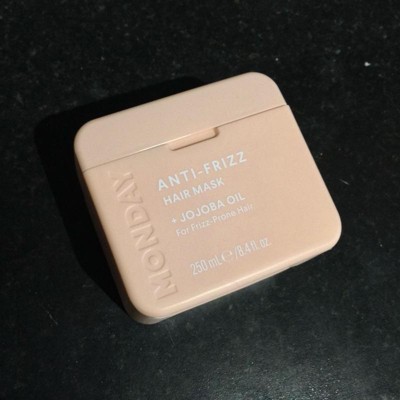 MONDAY
ANTI-FRIZZ
HAIR MASK
+ JOJOBA OIL
For Frizz-Prone Hair
250 mL ℮ /8.4 fl.oz